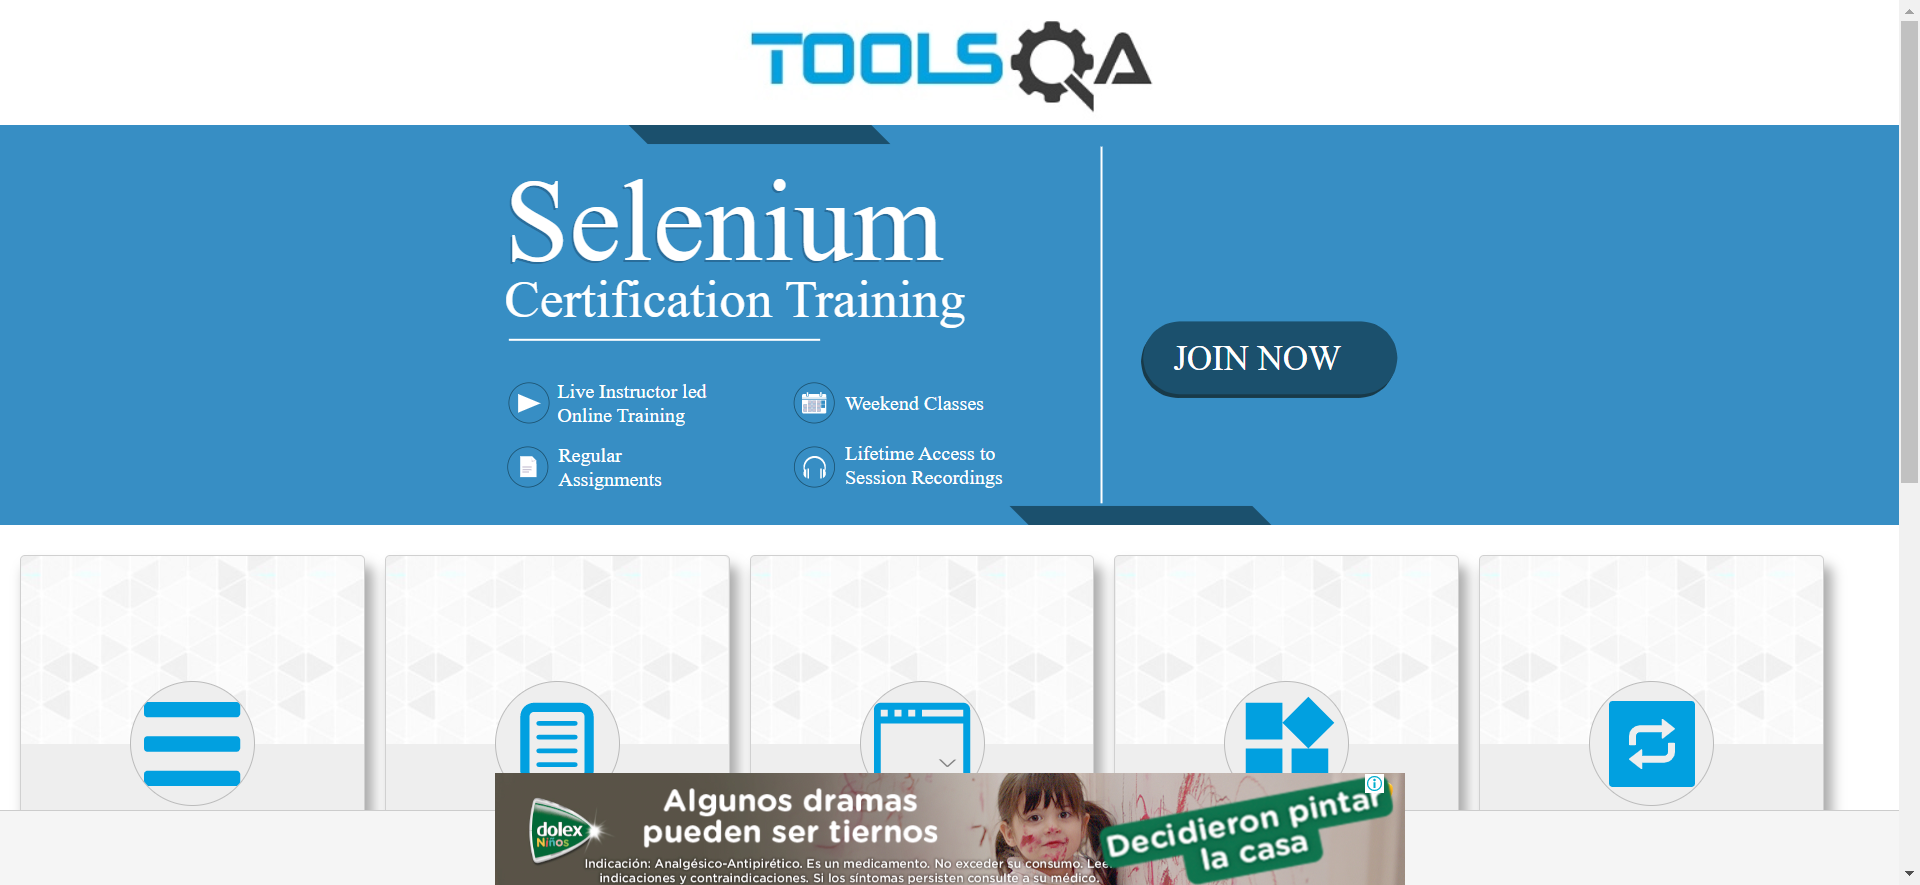 TOOLSQA
Selenium
Certification Training
JOIN NOW
Live Instructor led
Online Training
Weekend Classes
Regular
Assignments
Lifetime Access to
Session Recordings
Algunos dramas
pueden ser tiernos
dolex
Niños
Decidieron pintar
la casa
Indicación: Analgésico-Antipirético. Es un medicamento. No exceder su consumo. Lee
indicaciones y contraindicaciones. Si los síntomas persisten consulte a su médico.